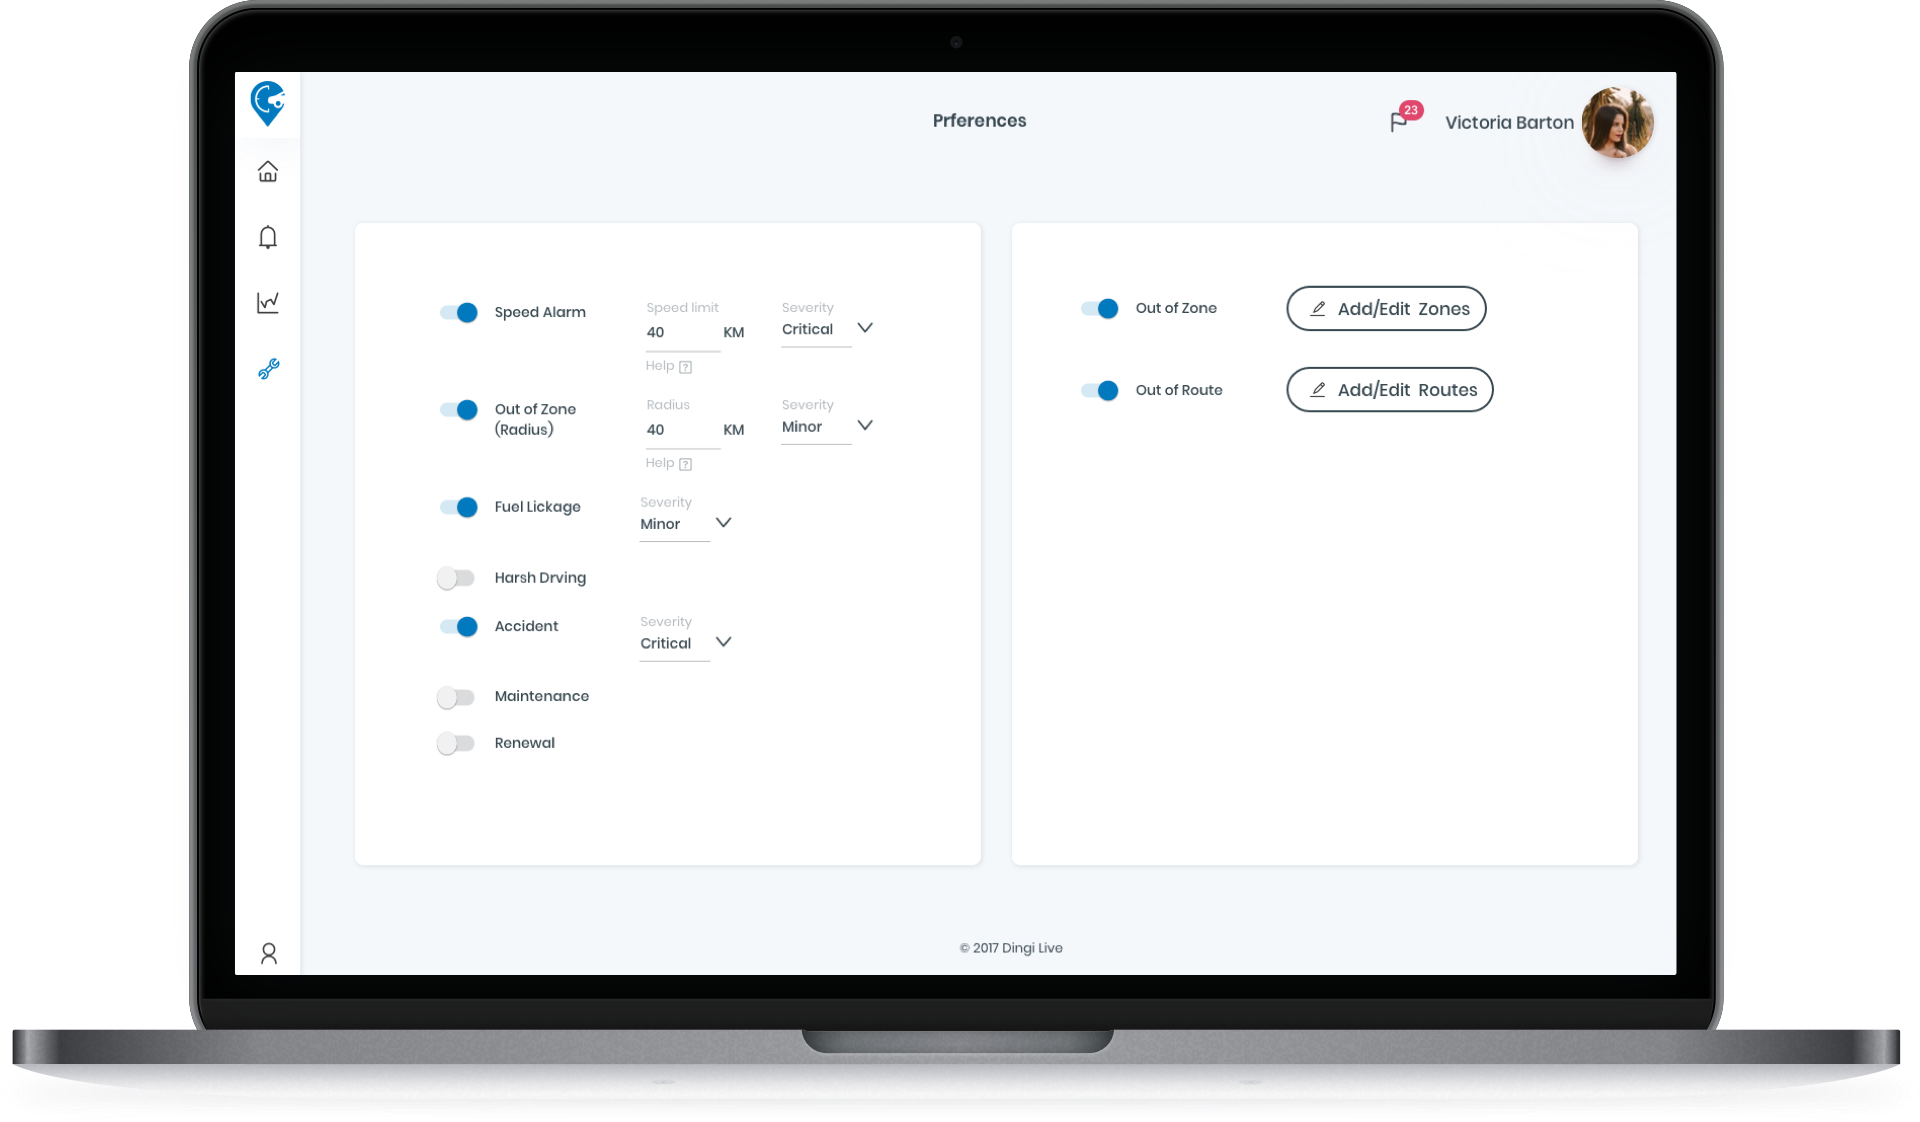 Prferences
23
Victoria Barton
Speed Alarm
Speed limit
40 KM
Help ?
Severity
Critical
Out of Zone
(Radius)
Radius
40 KM
Help ?
Severity
Minor
Fuel Lickage
Severity
Minor
Harsh Drving
Accident
Severity
Critical
Maintenance
Renewal
Out of Zone
Add/Edit Zones
Out of Route
Add/Edit Routes
© 2017 Dingi Live